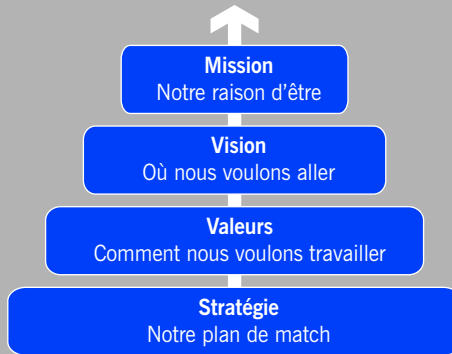 Mission
Notre raison d’être
Vision
Où nous voulons aller
Valeurs
Comment nous voulons travailler
Stratégie
Notre plan de match